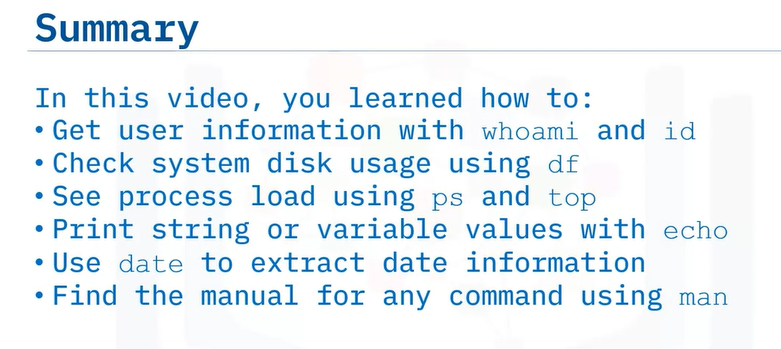 Summary
In this video, you learned how to:
• Get user information with whoami and id
• Check system disk usage using df
• See process load using ps and top
• Print string or variable values with echo
• Use date to extract date information
• Find the manual for any command using man